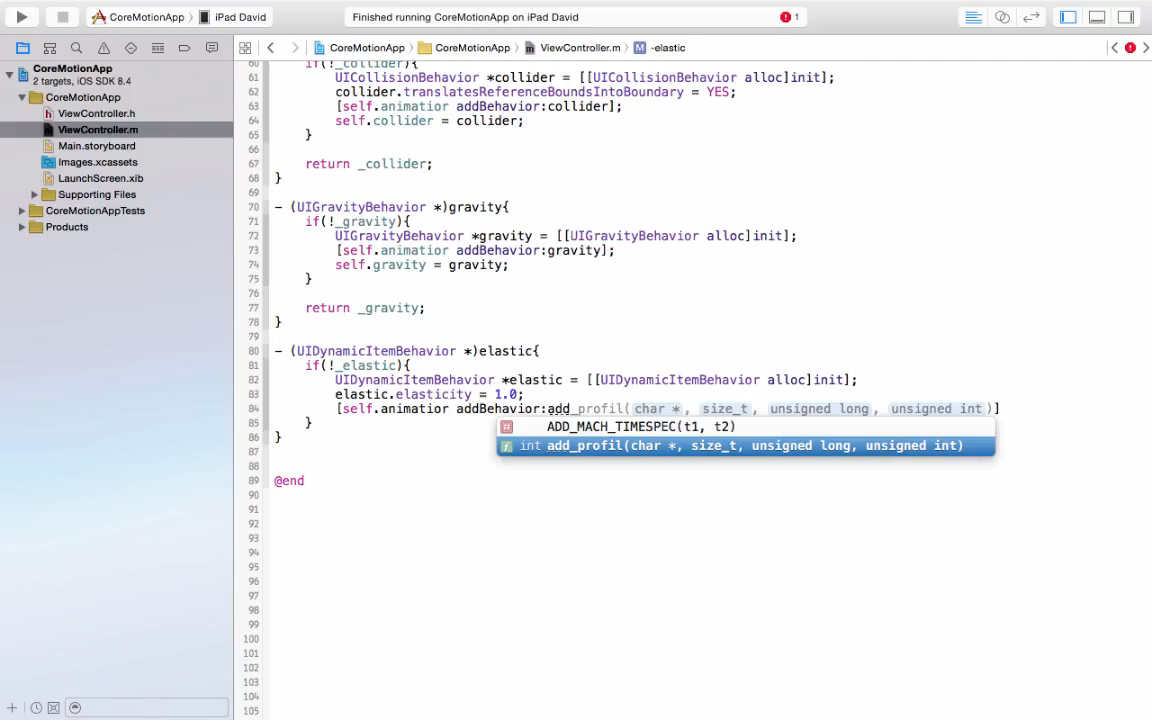 CoreMotionApp iPad David
Finished running CoreMotionApp on iPad David
1
CoreMotionApp
2 targets, iOS SDK 8.4
CoreMotionApp
ViewController.h
ViewController.m
Main.storyboard
Images.xcassets
LaunchScreen.xib
Supporting Files
CoreMotionAppTests
Products
CoreMotionApp CoreMotionApp ViewController.m M -elastic
60 if(!_collider){
61 UICollisionBehavior *collider = [[UICollisionBehavior alloc]init];
62 collider.translatesReferenceBoundsIntoBoundary = YES;
63 [self.animatior addBehavior:collider];
64 self.collider = collider;
65 }
66
67 return _collider;
68 }
69
70 - (UIGravityBehavior *)gravity{
71 if(!_gravity){
72 UIGravityBehavior *gravity = [[UIGravityBehavior alloc]init];
73 [self.animatior addBehavior:gravity];
74 self.gravity = gravity;
75 }
76
77 return _gravity;
78 }
79
80 - (UIDynamicItemBehavior *)elastic{
81 if(!_elastic){
82 UIDynamicItemBehavior *elastic = [[UIDynamicItemBehavior alloc]init];
83 elastic.elasticity = 1.0;
84 [self.animatior addBehavior:add_profil(char *, size_t, unsigned long, unsigned int)]
85 }
# ADD_MACH_TIMESPEC(t1, t2)
86 }
f int add_profil(char *, size_t, unsigned long, unsigned int)
87
88
89 @end
90
91
92
93
94
95
96
97
98
99
100
101
102
103
104
105